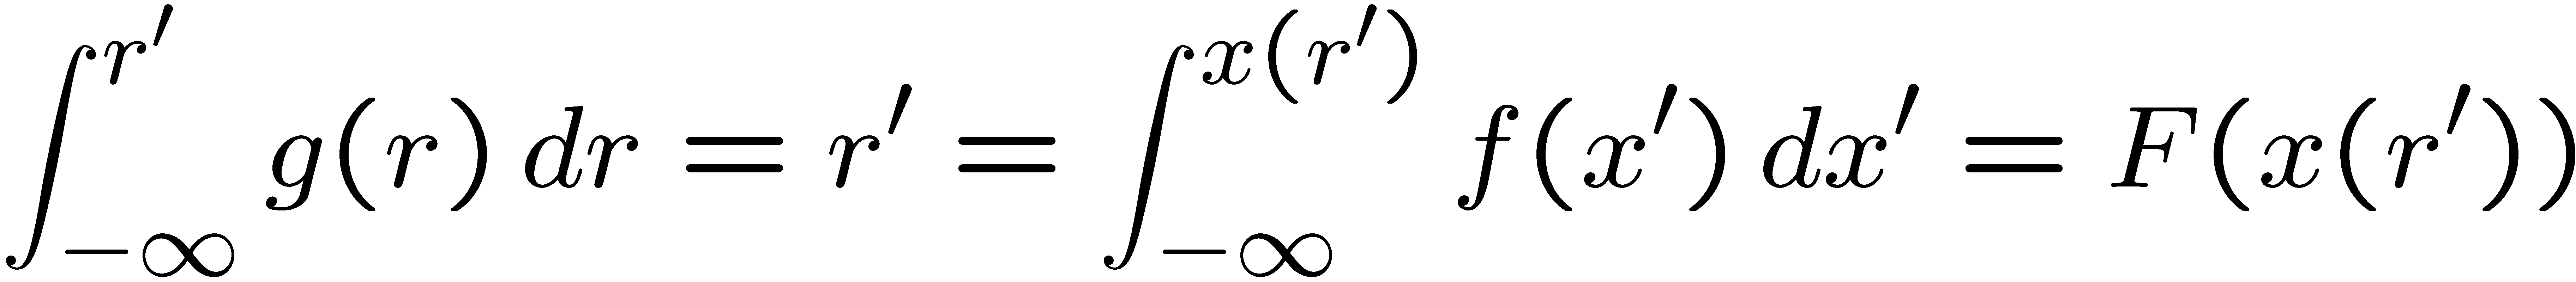 ∫_{-∞}^{r′} g(r) dr = r′ = ∫_{-∞}^{x(r′)} f(x′) dx′ = F(x(r′))